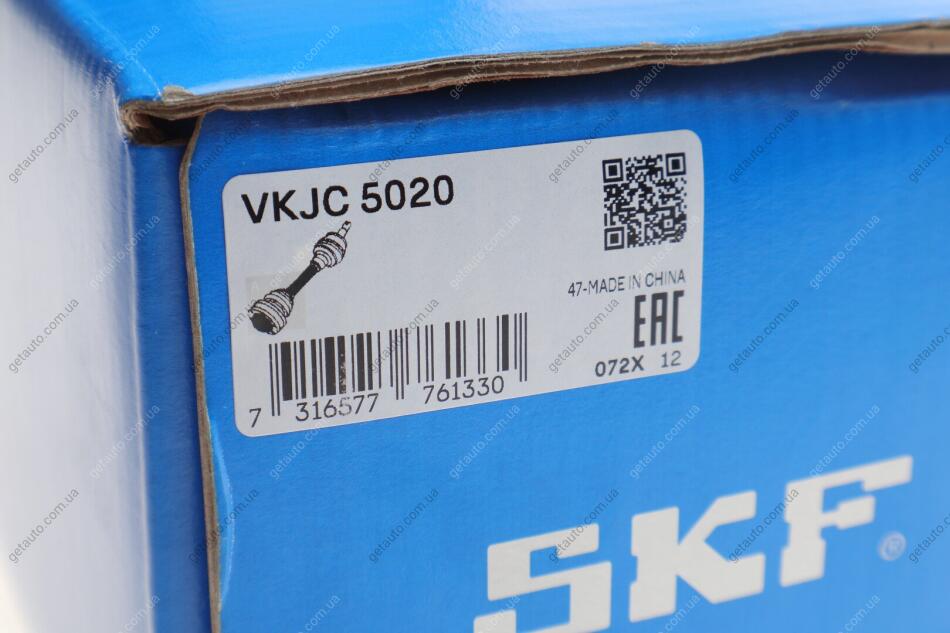 VKJC 5020
47-MADE IN CHINA
EAC
072X 12
7 316577 761330
SKF®
getauto.com.ua